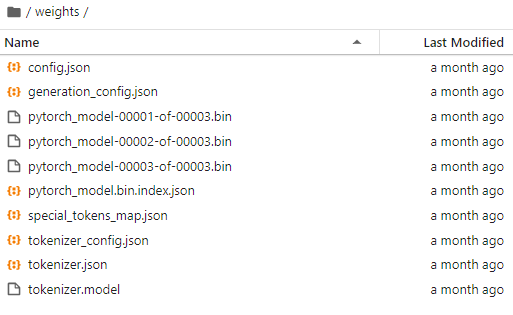 / weights /
Name Last Modified
config.json a month ago
generation_config.json a month ago
pytorch_model-00001-of-00003.bin a month ago
pytorch_model-00002-of-00003.bin a month ago
pytorch_model-00003-of-00003.bin a month ago
pytorch_model.bin.index.json a month ago
special_tokens_map.json a month ago
tokenizer_config.json a month ago
tokenizer.json a month ago
tokenizer.model a month ago